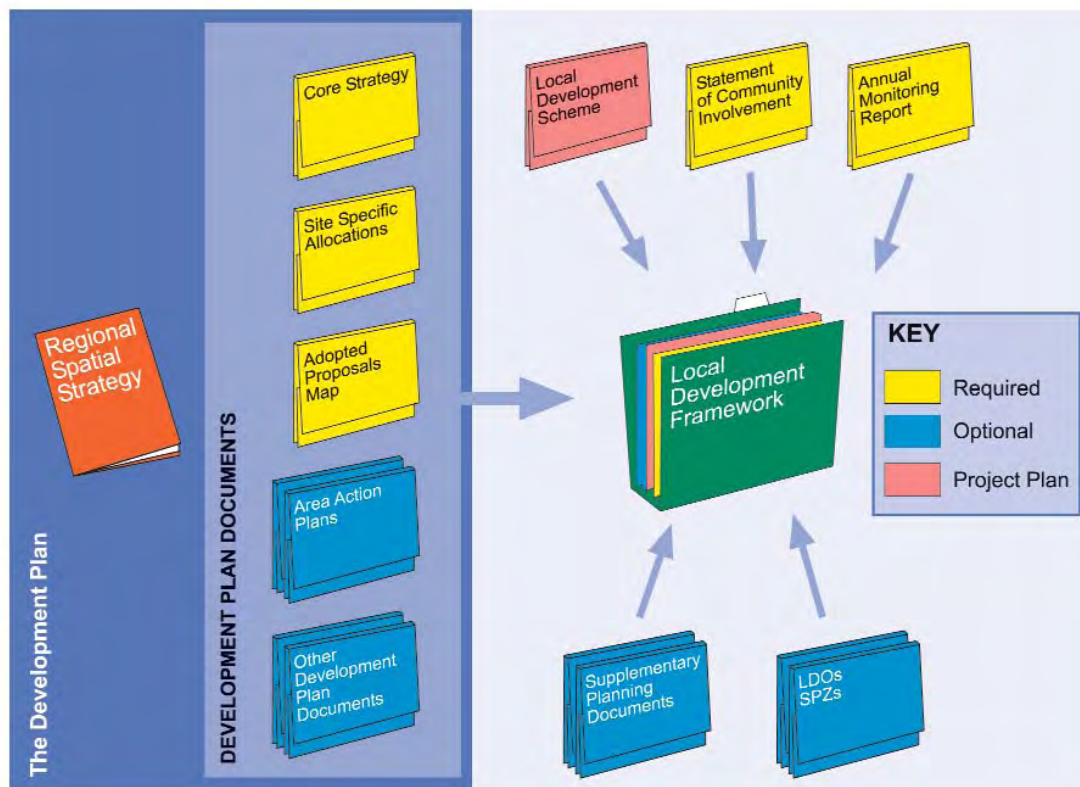 The Development Plan
Regional
Spatial
Strategy
DEVELOPMENT PLAN DOCUMENTS
Core Strategy
Site Specific
Allocations
Adopted
Proposals
Map
Area Action
Plans
Other
Development
Plan
Documents
Local
Development
Scheme
Statement
of Community
Involvement
Annual
Monitoring
Report
Local
Development
Framework
Supplementary
Planning
Documents
LDOs
SPZs
KEY
Required
Optional
Project Plan